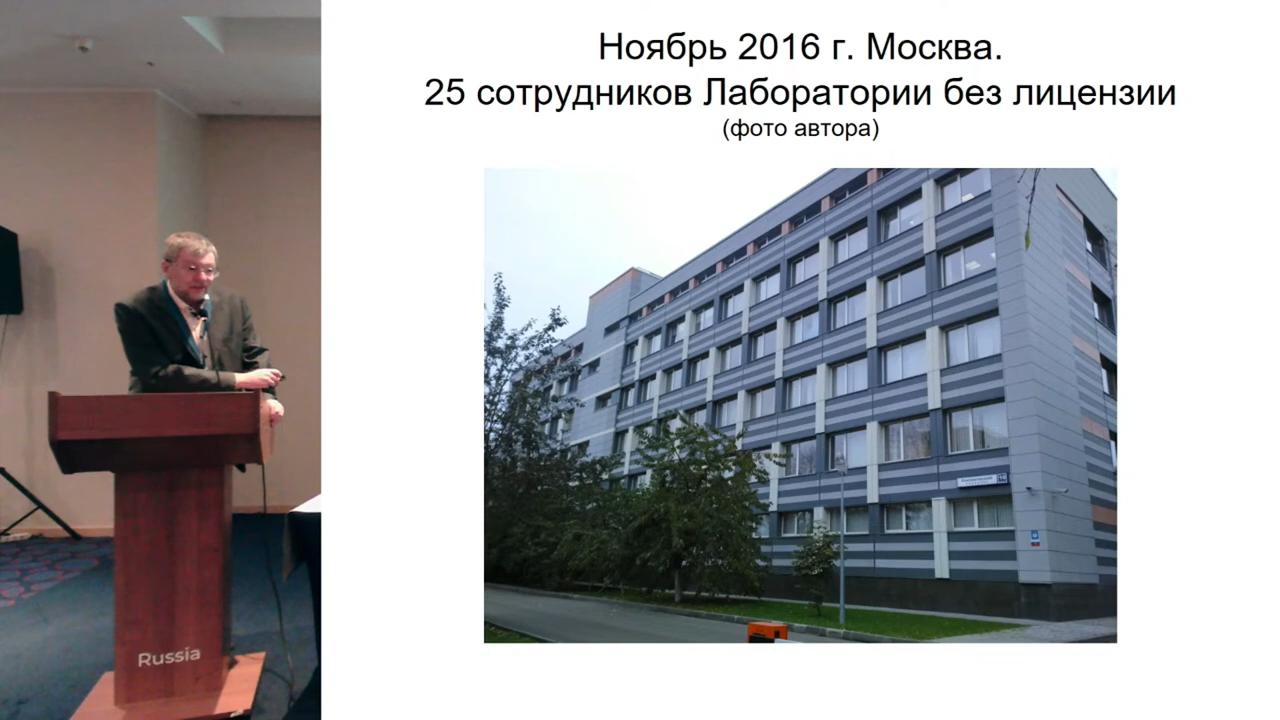 Ноябрь 2016 г. Москва.
25 сотрудников Лаборатории без лицензии
(фото автора)
Russia